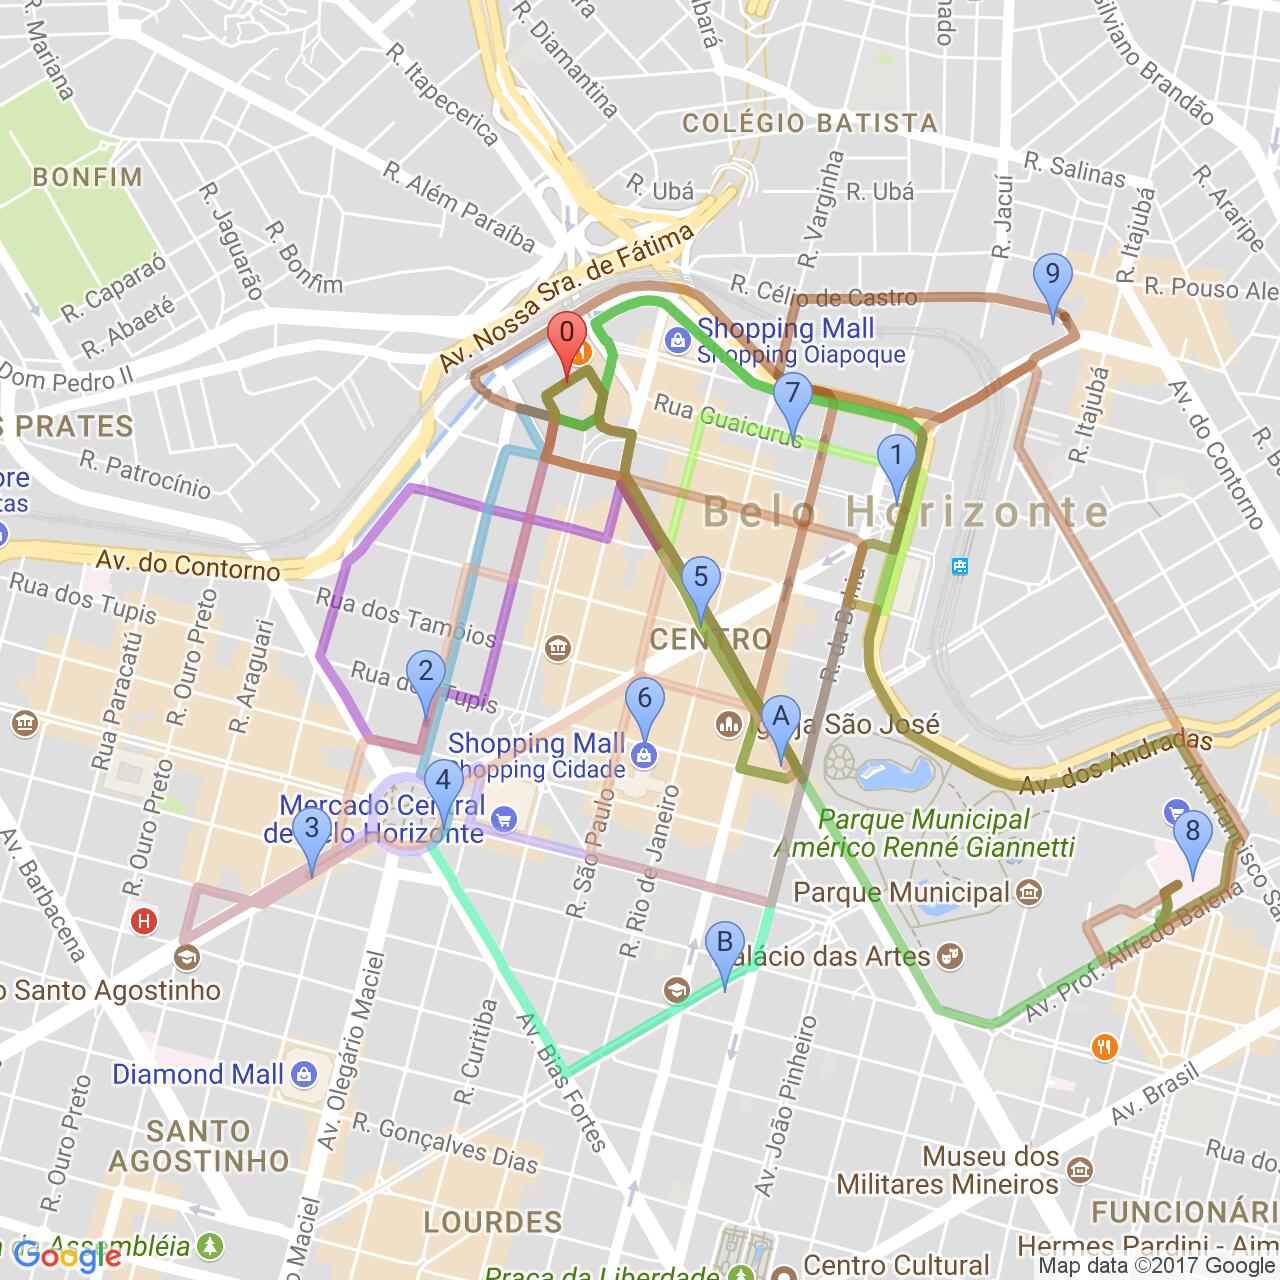 R. Mariana
R. Diamantina
R. Itapecerica
Silviano Brandão
COLÉGIO BATISTA
R. Salinas
R. Araripe
BONFIM
R. Além Paraíba
R. Ubá
R. Varginha
R. Ubá
R. Jacuí
R. Itajubá
R. Jaguarão
R. Bonfim
R. Caparaó
R. Abaeté
Av. Nossa Sra. de Fátima
R. Célio de Castro
R. Pouso Ale
9
0
Shopping Mall
Shopping Oiapoque
Dom Pedro II
7
Rua Guaicurus
R. Itajubá
Av. do Contorno
S PRATES
R. Patrocínio
1
Belo Horizonte
Av. do Contorno
Rua dos Tupis
R. Ouro Preto
R. Araguari
Rua Paracatú
Rua dos Tamóios
5
CENTRO
R. da Bahia
2
Rua dos Tupis
6
A
Igreja São José
Shopping Mall
Shopping Cidade
Av. dos Andradas
Av. Francisco Sa
4
Mercado Central
de Belo Horizonte
3
R. Ouro Preto
R. São Paulo
R. Rio de Janeiro
Parque Municipal
Américo Renné Giannetti
8
Parque Municipal
Av. Prof. Alfredo Balena
Av. Barbacena
H
B
Palácio das Artes
o Santo Agostinho
Av. Olegário Maciel
R. Curitiba
Av. Bias Fortes
Av. João Pinheiro
Diamond Mall
Av. Brasil
R. Ouro Preto
SANTO
AGOSTINHO
R. Gonçalves Dias
Museu dos
Militares Mineiros
Rua do
LOURDES
FUNCIONÁRI
Hermes Pardini - Aim
da Assembléia
Google
Maciel
Praça da Liberdade
Centro Cultural
Map data ©2017 Google